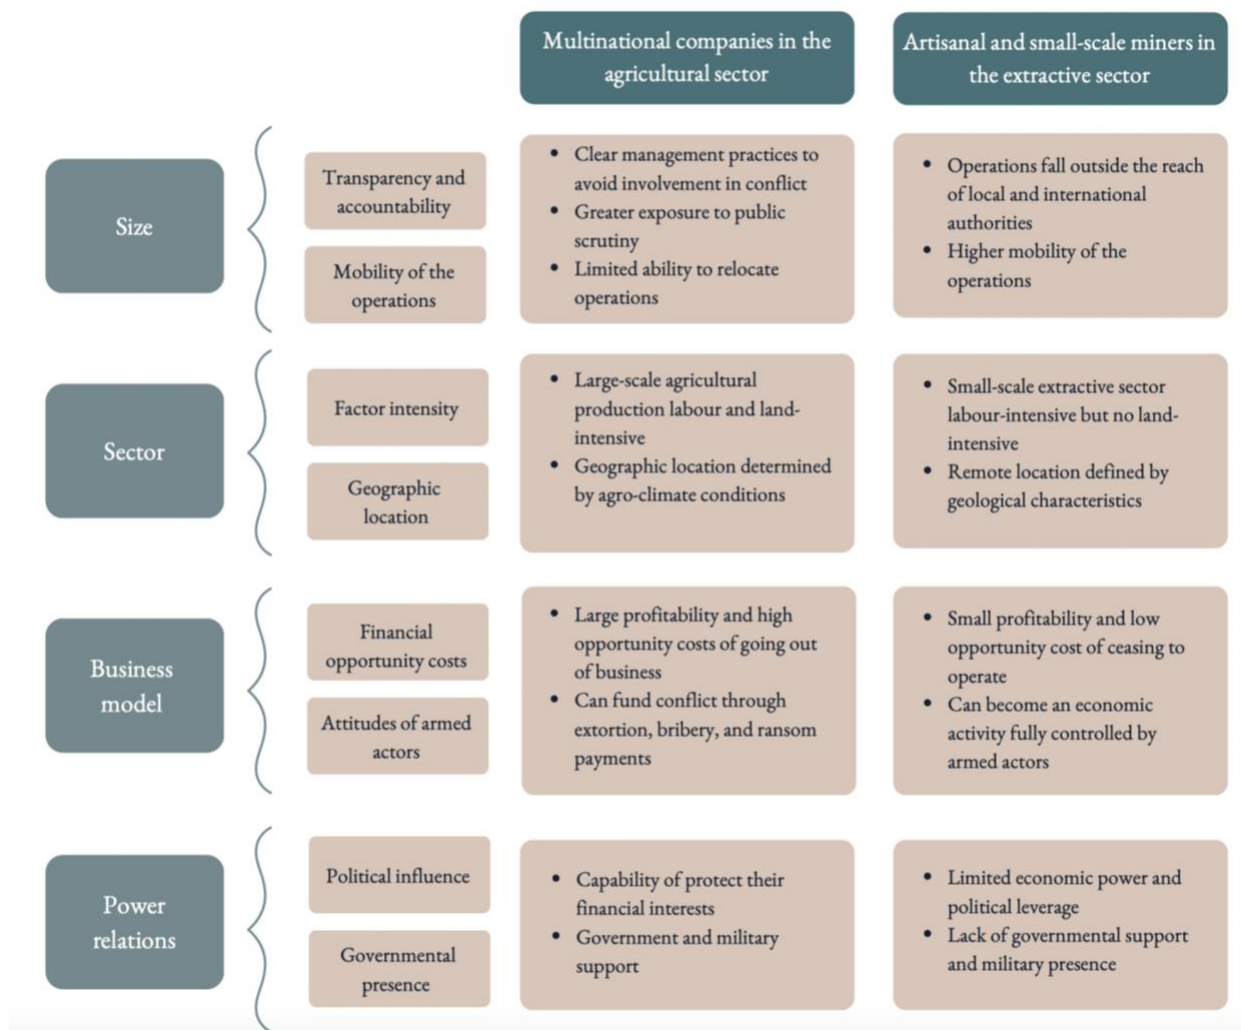 Multinational companies in the
agricultural sector
Artisanal and small-scale miners in
the extractive sector
Size
Transparency and
accountability
Mobility of the
operations
• Clear management practices to
avoid involvement in conflict
• Greater exposure to public
scrutiny
• Limited ability to relocate
operations
• Operations fall outside the reach
of local and international
authorities
• Higher mobility of the
operations
Sector
Factor intensity
Geographic
location
• Large-scale agricultural
production labour and land-
intensive
• Geographic location determined
by agro-climate conditions
• Small-scale extractive sector
labour-intensive but no land-
intensive
• Remote location defined by
geological characteristics
Business
model
Financial
opportunity costs
Attitudes of armed
actors
• Large profitability and high
opportunity costs of going out
of business
• Can fund conflict through
extortion, bribery, and ransom
payments
• Small profitability and low
opportunity cost of ceasing to
operate
• Can become an economic
activity fully controlled by
armed actors
Power
relations
Political influence
Governmental
presence
• Capability of protect their
financial interests
• Government and military
support
• Limited economic power and
political leverage
• Lack of governmental support
and military presence